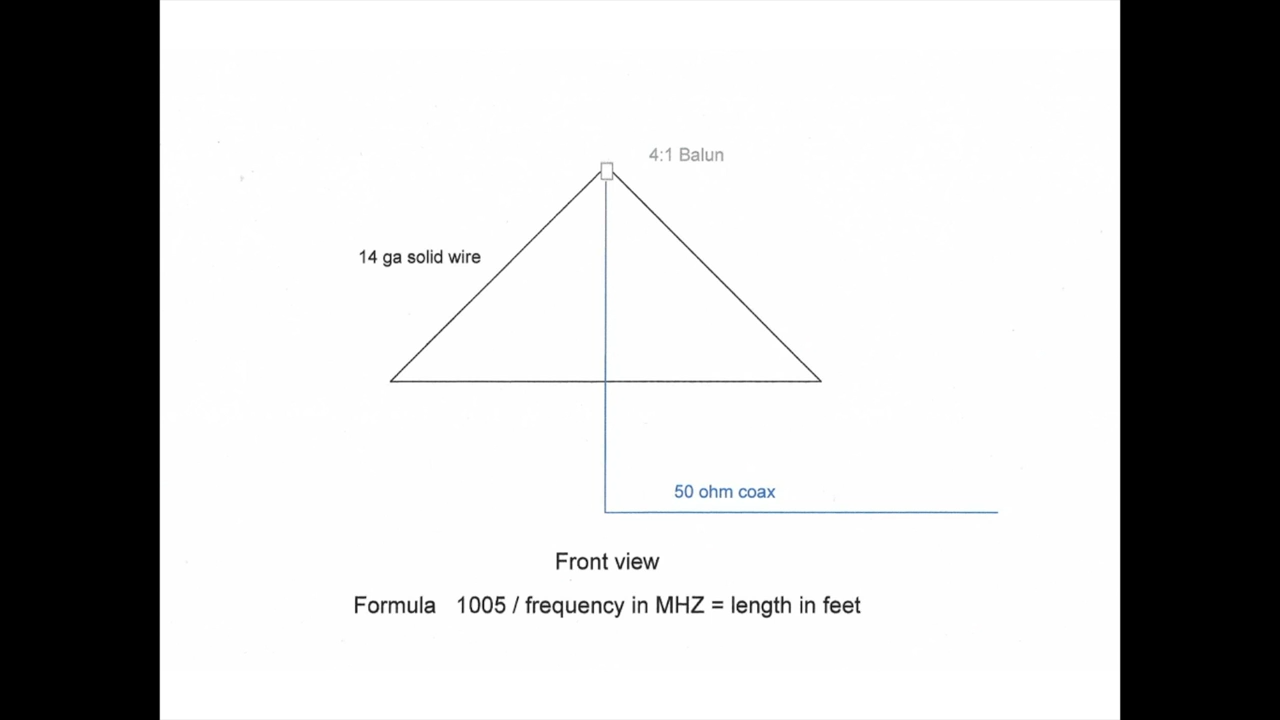 4:1 Balun
14 ga solid wire
50 ohm coax
Front view
Formula 1005 / frequency in MHZ = length in feet